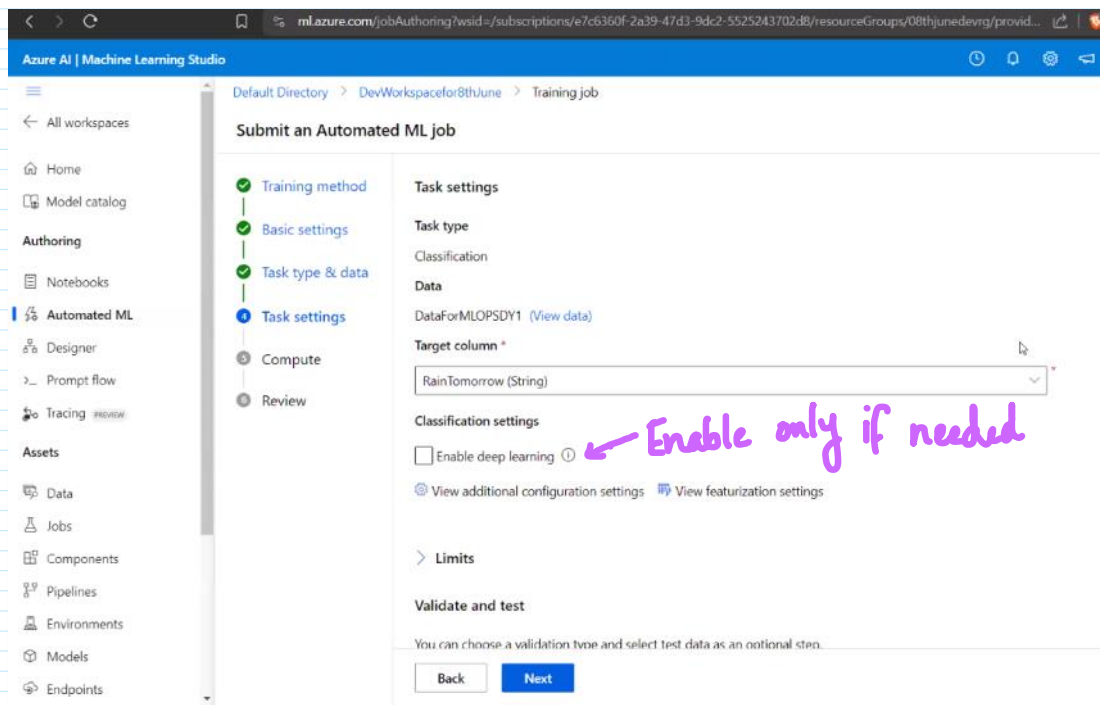 ml.azure.com/jobAuthoring?wsid=/subscriptions/e7c6360f-2a39-47d3-9dc2-5525243702d8/resourceGroups/08thjunedevrg/provid...
Azure AI | Machine Learning Studio
All workspaces
Home
Model catalog
Authoring
Notebooks
Automated ML
Designer
Prompt flow
Tracing PREVIEW
Assets
Data
Jobs
Components
Pipelines
Environments
Models
Endpoints
Default Directory > DevWorkspacefor8thJune > Training job
Submit an Automated ML job
Training method
Basic settings
Task type & data
4 Task settings
5 Compute
6 Review
Task settings
Task type
Classification
Data
DataForMLOPSDY1 (View data)
Target column *
RainTomorrow (String) *
Classification settings
Enable deep learning
Enable only if needed
View additional configuration settings View featurization settings
Limits
Validate and test
You can choose a validation type and select test data as an optional step.
Back Next